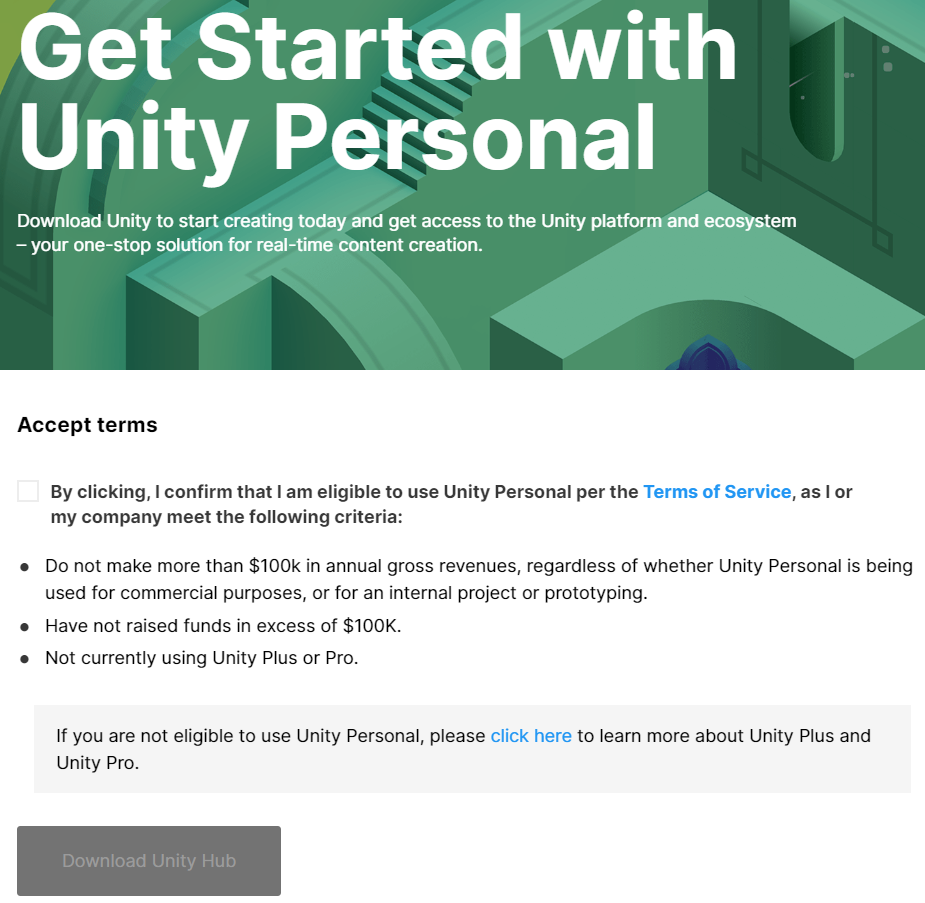 Get Started with
Unity Personal
Download Unity to start creating today and get access to the Unity platform and ecosystem
– your one-stop solution for real-time content creation.
Accept terms
By clicking, I confirm that I am eligible to use Unity Personal per the Terms of Service, as I or
my company meet the following criteria:
● Do not make more than $100k in annual gross revenues, regardless of whether Unity Personal is being
used for commercial purposes, or for an internal project or prototyping.
● Have not raised funds in excess of $100K.
● Not currently using Unity Plus or Pro.
If you are not eligible to use Unity Personal, please click here to learn more about Unity Plus and
Unity Pro.
Download Unity Hub